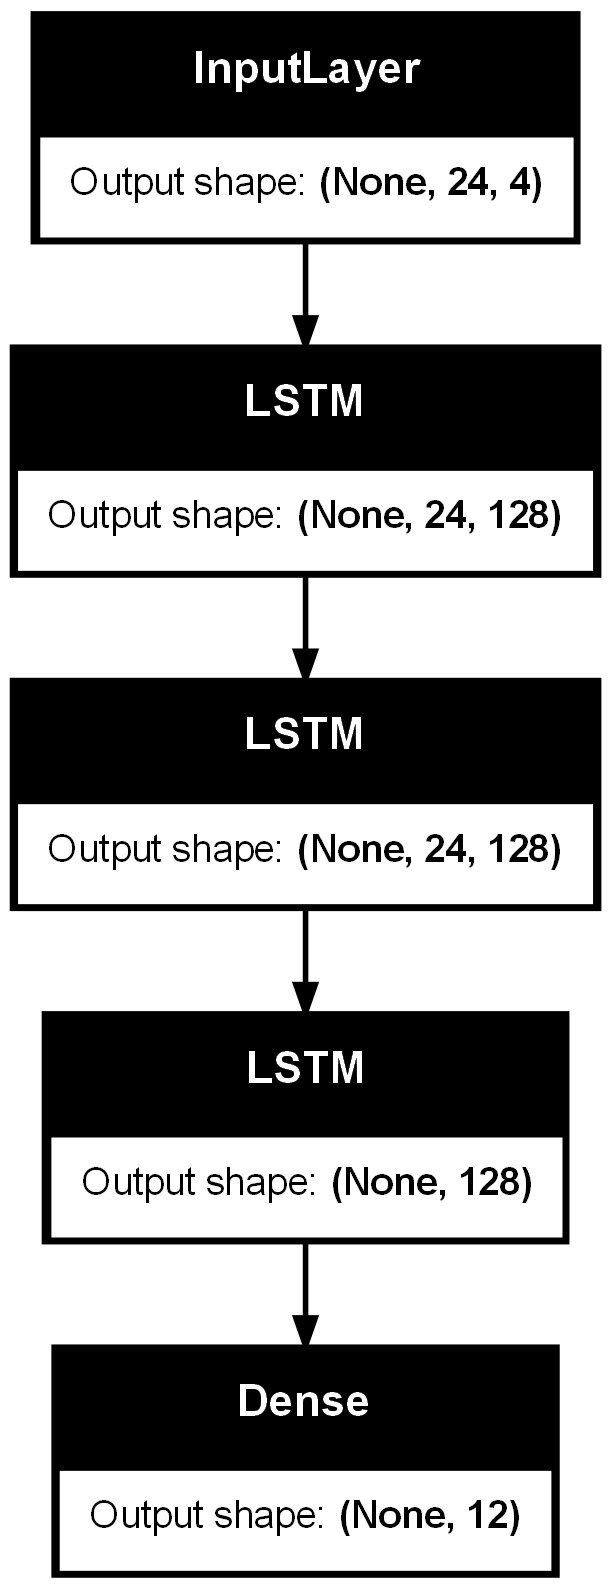 InputLayer
Output shape: (None, 24, 4)
LSTM
Output shape: (None, 24, 128)
LSTM
Output shape: (None, 24, 128)
LSTM
Output shape: (None, 128)
Dense
Output shape: (None, 12)